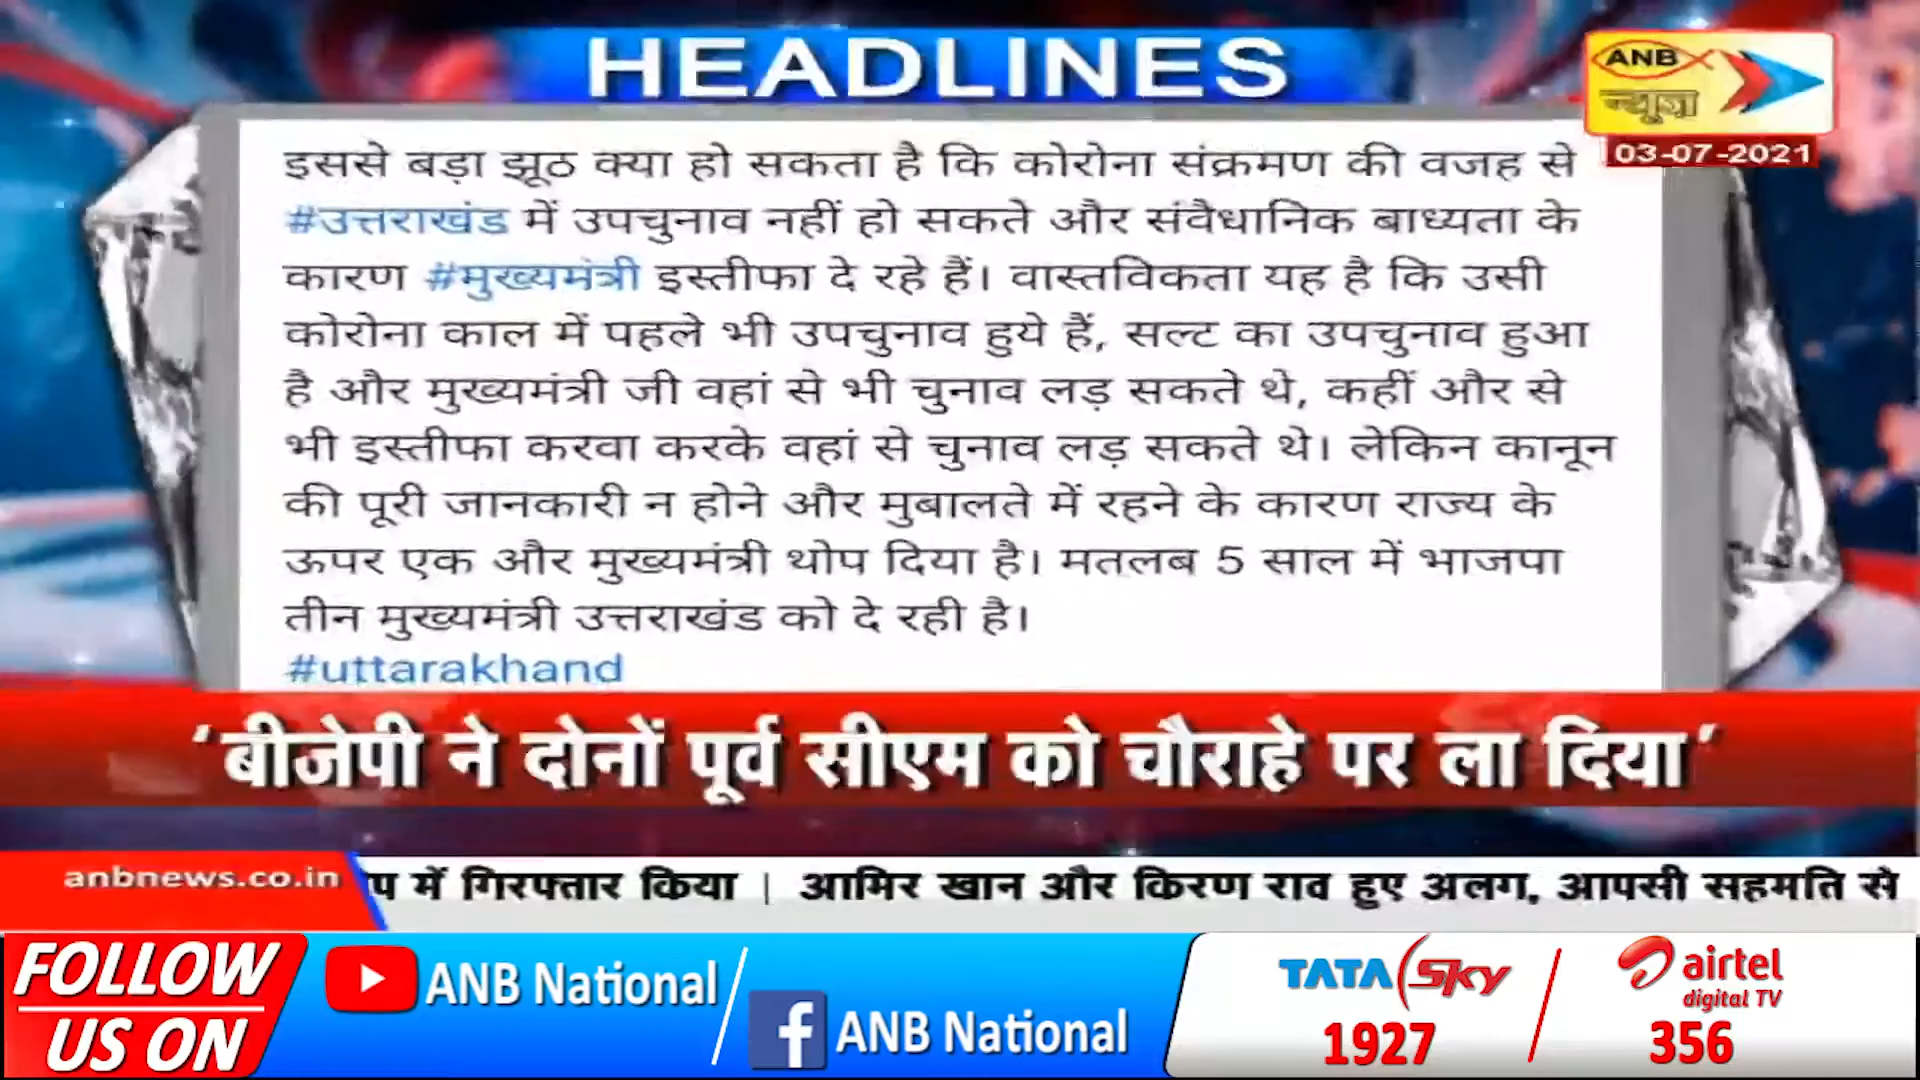 HEADLINES
ANB
न्यूज़
03-07-2021
इससे बड़ा झूठ क्या हो सकता है कि कोरोना संक्रमण की वजह से
#उत्तराखंड में उपचुनाव नहीं हो सकते और संवैधानिक बाध्यता के
कारण #मुख्यमंत्री इस्तीफा दे रहे हैं। वास्तविकता यह है कि उसी
कोरोना काल में पहले भी उपचुनाव हुये हैं, सल्ट का उपचुनाव हुआ
है और मुख्यमंत्री जी वहां से भी चुनाव लड़ सकते थे, कहीं और से
भी इस्तीफा करवा करके वहां से चुनाव लड़ सकते थे। लेकिन कानून
की पूरी जानकारी न होने और मुबालते में रहने के कारण राज्य के
ऊपर एक और मुख्यमंत्री थोप दिया है। मतलब 5 साल में भाजपा
तीन मुख्यमंत्री उत्तराखंड को दे रही है।
#uttarakhand
'बीजेपी ने दोनों पूर्व सीएम को चौराहे पर ला दिया'
anbnews.co.in
प में गिरफ्तार किया | आमिर खान और किरण राव हुए अलग, आपसी सहमति से
FOLLOW
US ON
ANB National
ANB National
TATA Sky
1927
airtel
digital TV
356